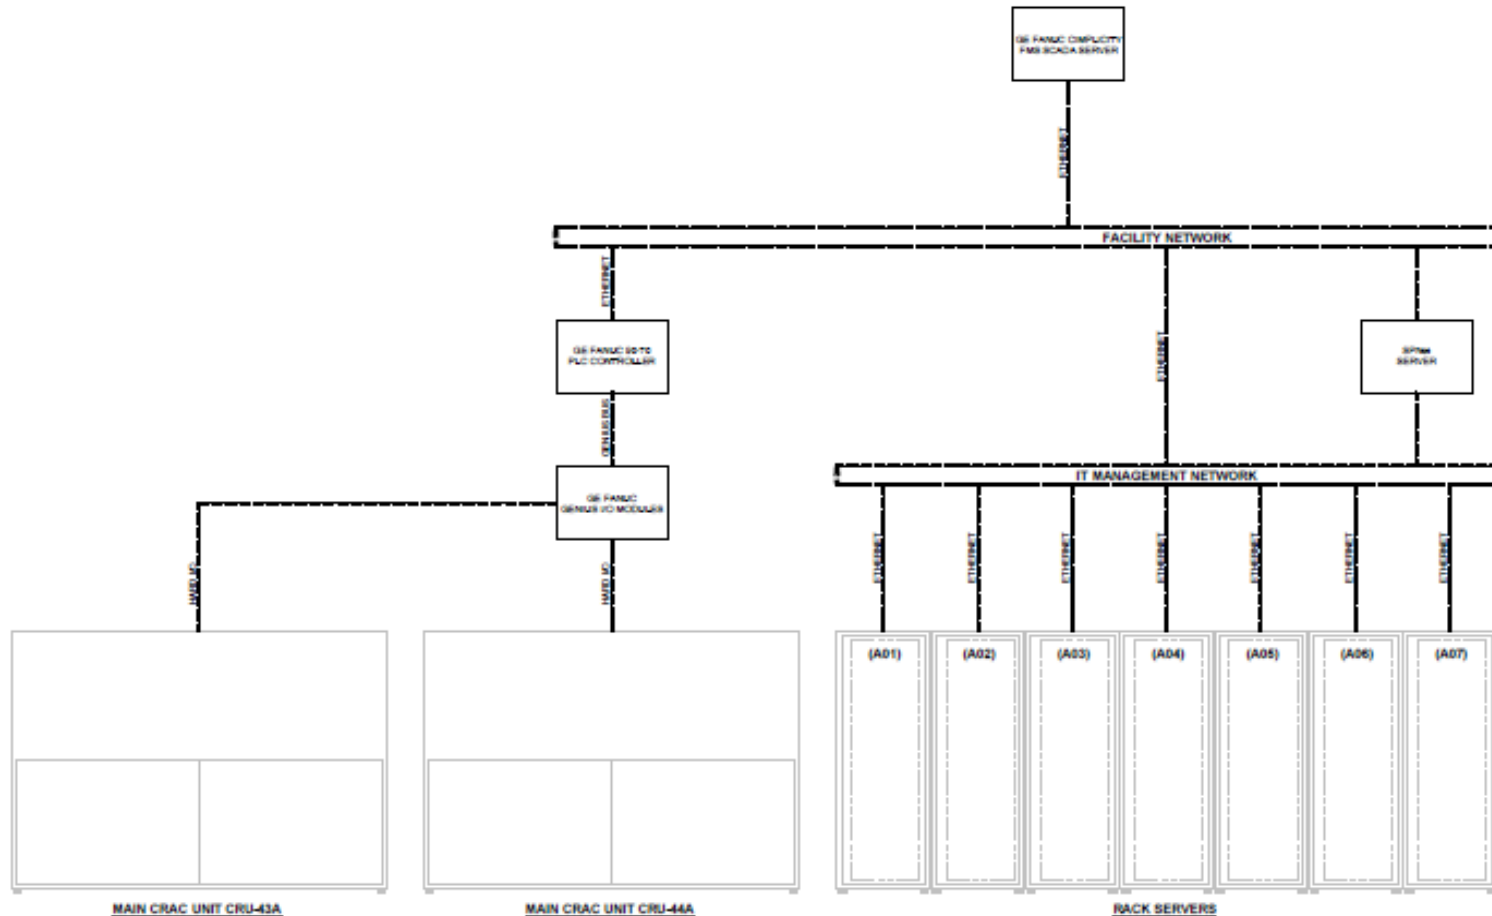 GE FANUC CIMPLICITY
FMS SCADA SERVER
ETHERNET
FACILITY NETWORK
ETHERNET
GE FANUC 90-70
PLC CONTROLLER
ETHERNET
SERVER
GENIUS BUS
IT MANAGEMENT NETWORK
GE FANUC
GENIUS I/O MODULES
HARD I/O
HARD I/O
ETHERNET
ETHERNET
ETHERNET
ETHERNET
ETHERNET
ETHERNET
ETHERNET
(A01)
(A02)
(A03)
(A04)
(A05)
(A06)
(A07)
MAIN CRAC UNIT CRU-43A
MAIN CRAC UNIT CRU-44A
RACK SERVERS